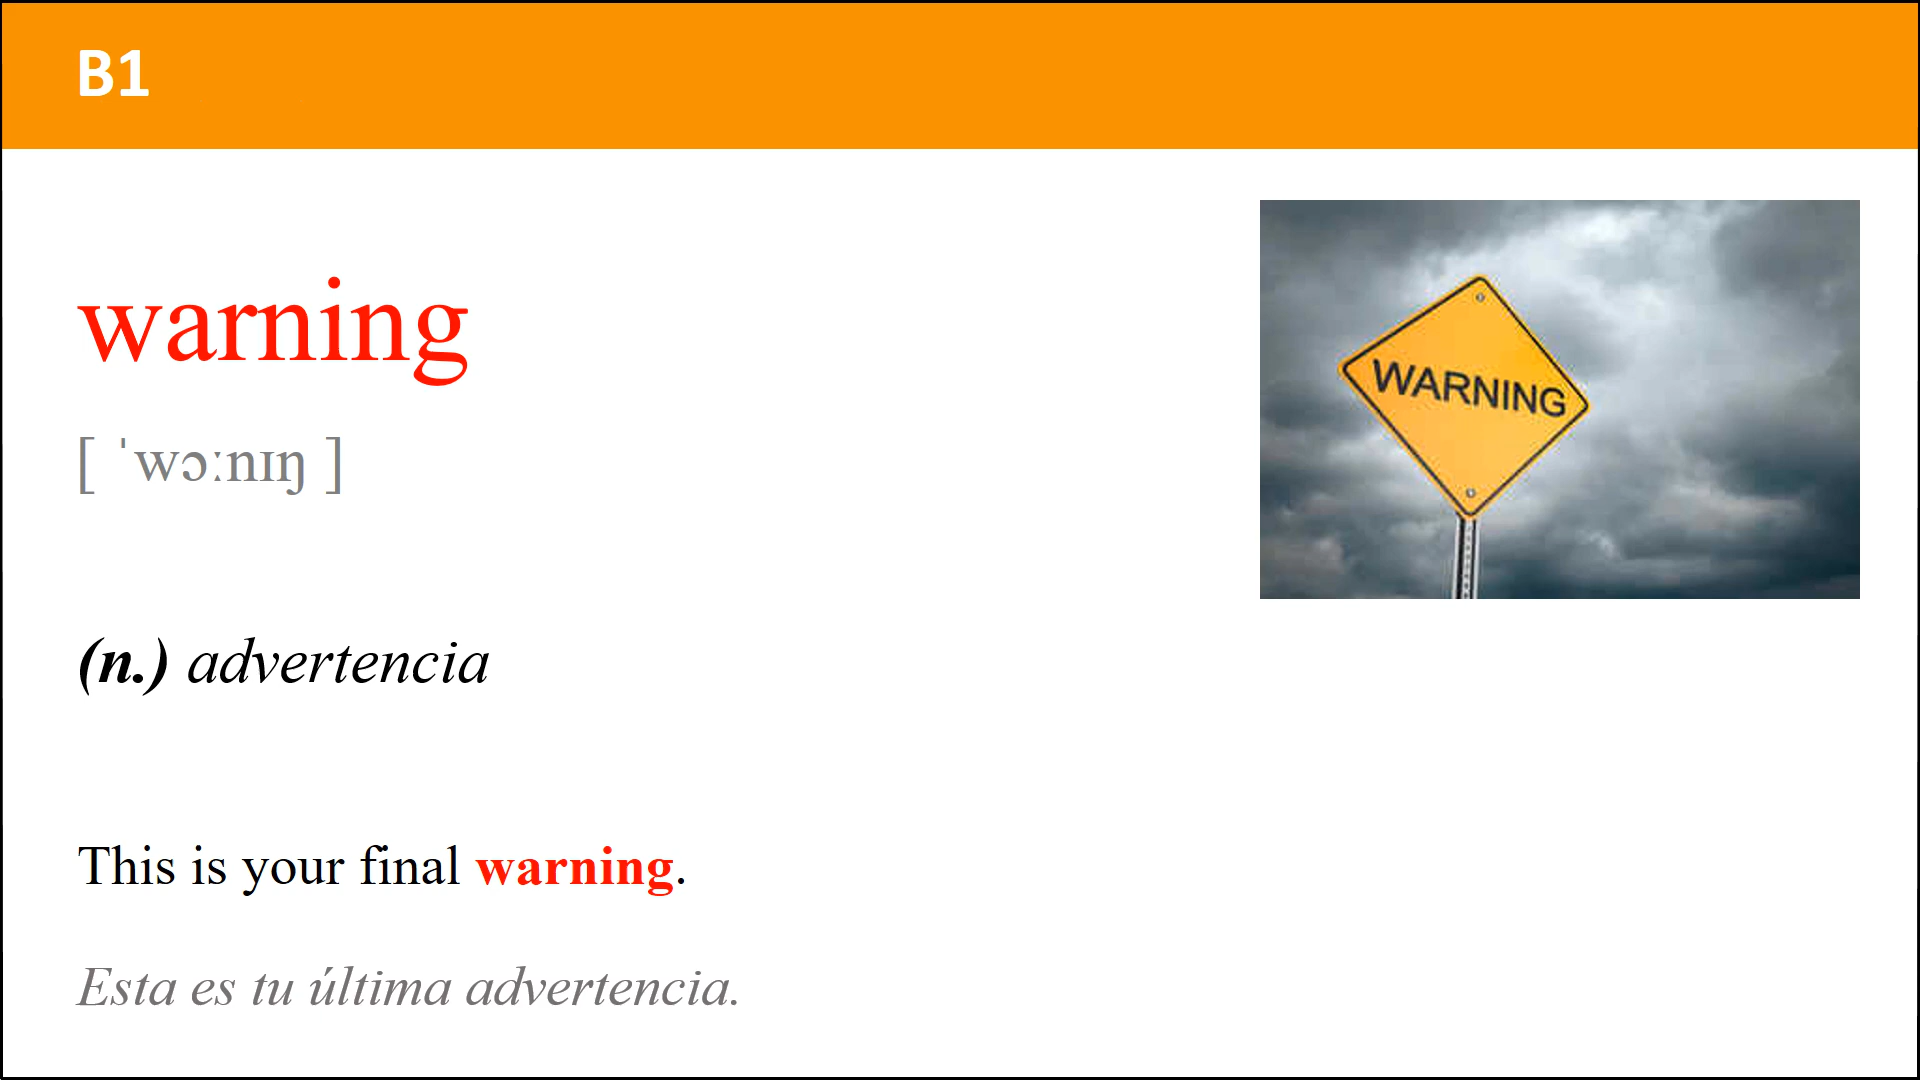 B1
warning
WARNING
[ ˈwɔːnɪŋ ]
(n.) advertencia
This is your final warning.
Esta es tu última advertencia.